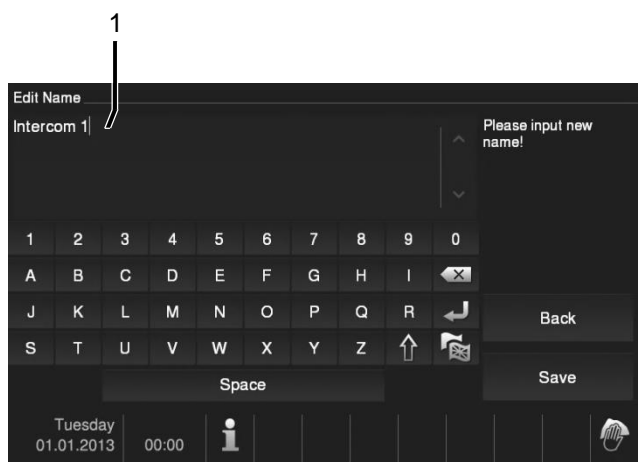 1
Edit Name
Intercom 1
Please input new
name!
1 2 3 4 5 6 7 8 9 0
A B C D E F G H I
J K L M N O P Q R
Back
S T U V W X Y Z
Space
Save
Tuesday
01.01.2013 00:00